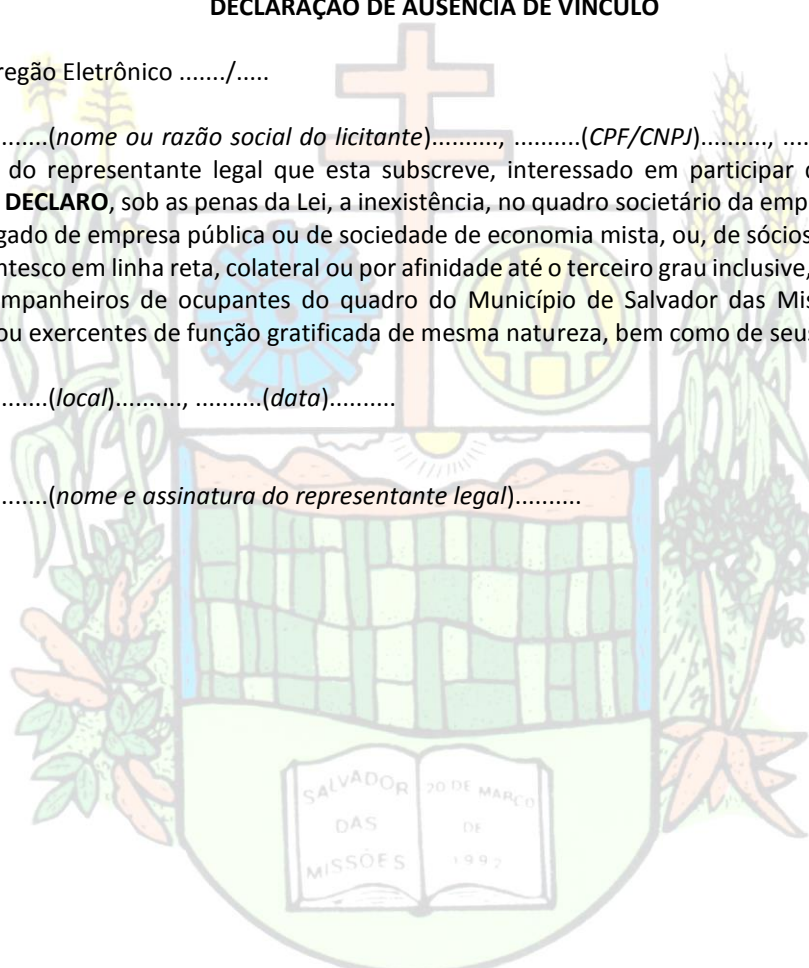 DECLARAÇÃO DE AUSÊNCIA DE VÍNCULO
regão Eletrônico ......./.....
........(nome ou razão social do licitante).........., ..........(CPF/CNPJ).........., .....
do representante legal que esta subscreve, interessado em participar
DECLARO, sob as penas da Lei, a inexistência, no quadro societário da emp
gado de empresa pública ou de sociedade de economia mista, ou, de sócios
ntesco em linha reta, colateral ou por afinidade até o terceiro grau inclusive,
mpanheiros de ocupantes do quadro do Município de Salvador das Mis
ou exercentes de função gratificada de mesma natureza, bem como de seus
........(local).........., ..........(data)..........
........(nome e assinatura do representante legal)..........
SALVADOR
DAS
MISSÕES
20 DE MARÇO
DE
1992